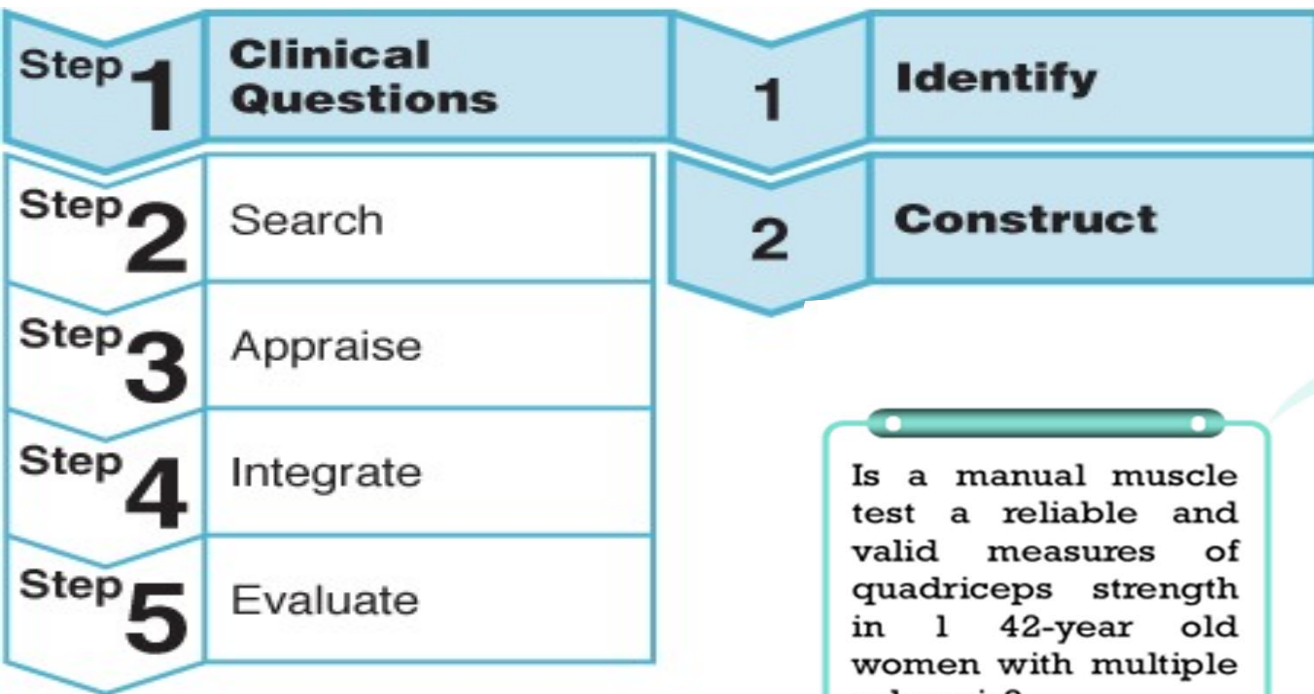 Step 1
Clinical
Questions
1
Identify
Step 2
Search
2
Construct
Step 3
Appraise
Step 4
Integrate
Step 5
Evaluate
Is a manual muscle
test a reliable and
valid measures of
quadriceps strength
in 1 42-year old
women with multiple